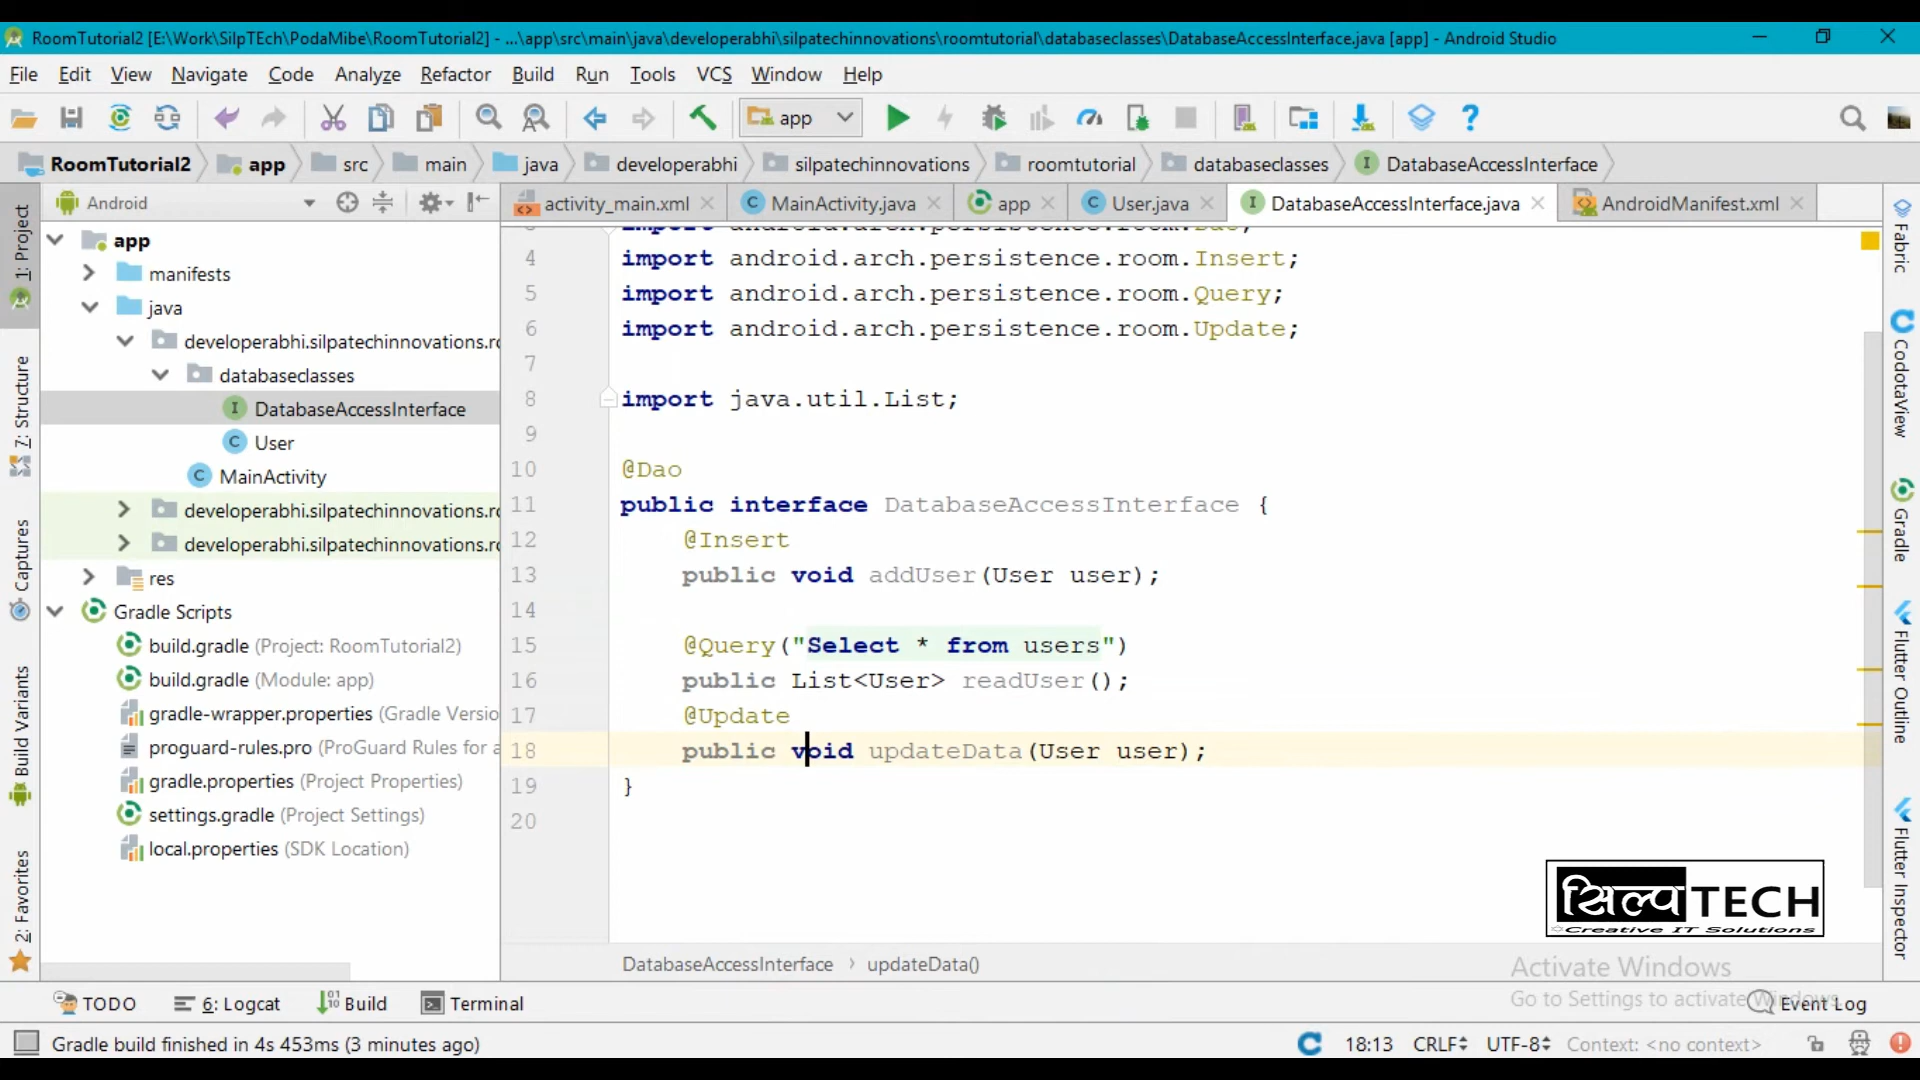 RoomTutorial2 [E:\Work\SilpTEch\PodaMibe\RoomTutorial2] - ...\app\src\main\java\developerabhi\silpatechinnovations\roomtutorial\databaseclasses\DatabaseAccessInterface.java [app] - Android Studio
File Edit View Navigate Code Analyze Refactor Build Run Tools VCS Window Help
app
RoomTutorial2 app src main java developerabhi silpatechinnovations roomtutorial databaseclasses DatabaseAccessInterface
Android
activity_main.xml MainActivity.java app User.java DatabaseAccessInterface.java AndroidManifest.xml
1: Project
7: Structure
Captures
Build Variants
2: Favorites
app
manifests
java
developerabhi.silpatechinnovations.ro
databaseclasses
DatabaseAccessInterface
User
MainActivity
developerabhi.silpatechinnovations.ro
developerabhi.silpatechinnovations.ro
res
Gradle Scripts
build.gradle (Project: RoomTutorial2)
build.gradle (Module: app)
gradle-wrapper.properties (Gradle Versio
proguard-rules.pro (ProGuard Rules for a
gradle.properties (Project Properties)
settings.gradle (Project Settings)
local.properties (SDK Location)
3 import android.arch.persistence.room.Dao;
4 import android.arch.persistence.room.Insert;
5 import android.arch.persistence.room.Query;
6 import android.arch.persistence.room.Update;
7
8 import java.util.List;
9
10 @Dao
11 public interface DatabaseAccessInterface {
12 @Insert
13 public void addUser(User user);
14
15 @Query("Select * from users")
16 public List<User> readUser();
17 @Update
18 public void updateData(User user);
19 }
20
DatabaseAccessInterface › updateData()
Fabric
CodotaView
Gradle
Flutter Outline
Flutter Inspector
सिल्पTECH
Creative IT Solutions
Activate Windows
Go to Settings to activate Windows.
TODO 6: Logcat Build Terminal Event Log
Gradle build finished in 4s 453ms (3 minutes ago) 18:13 CRLF UTF-8 Context: <no context>